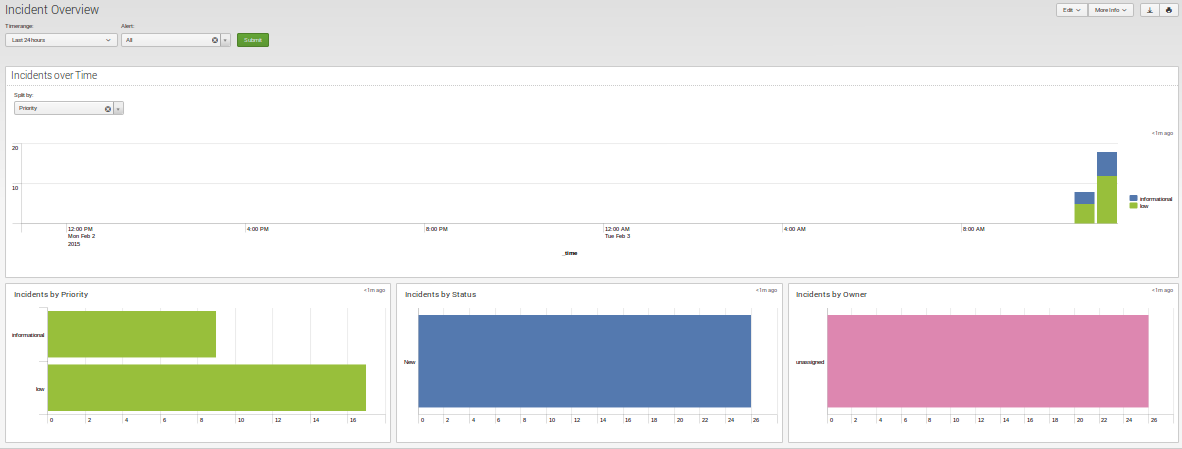 Incident Overview
Edit
More Info
Timerange:
Alert:
Last 24 hours
All
Submit
Incidents over Time
Split by:
Priority
<1m ago
20
10
informational
low
12:00 PM
Mon Feb 2
2015
4:00 PM
8:00 PM
12:00 AM
Tue Feb 3
4:00 AM
8:00 AM
_time
Incidents by Priority
<1m ago
informational
low
0 2 4 6 8 10 12 14 16
Incidents by Status
<1m ago
New
0 2 4 6 8 10 12 14 16 18 20 22 24 26
Incidents by Owner
<1m ago
unassigned
0 2 4 6 8 10 12 14 16 18 20 22 24 26